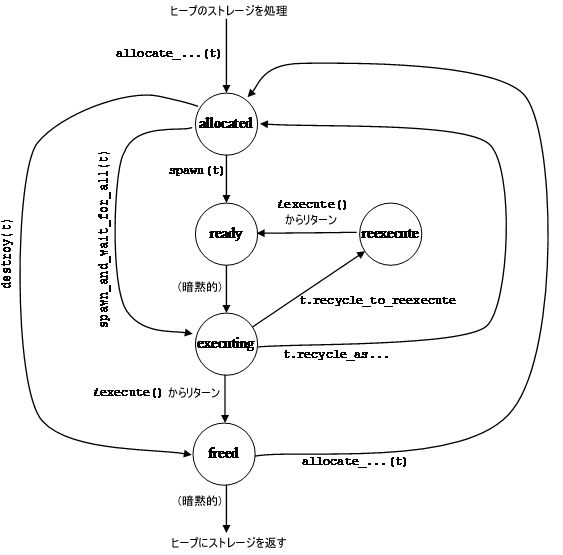 ヒープのストレージを処理
allocate_...(t)
allocated
spawn(t)
destroy(t)
spawn_and_wait_for_all(t)
t.execute()
からリターン
ready
reexecute
(暗黙的)
t.recycle_to_reexecute
executing
t.recycle_as...
t.execute() からリターン
freed
allocate_...(t)
(暗黙的)
ヒープにストレージを返す